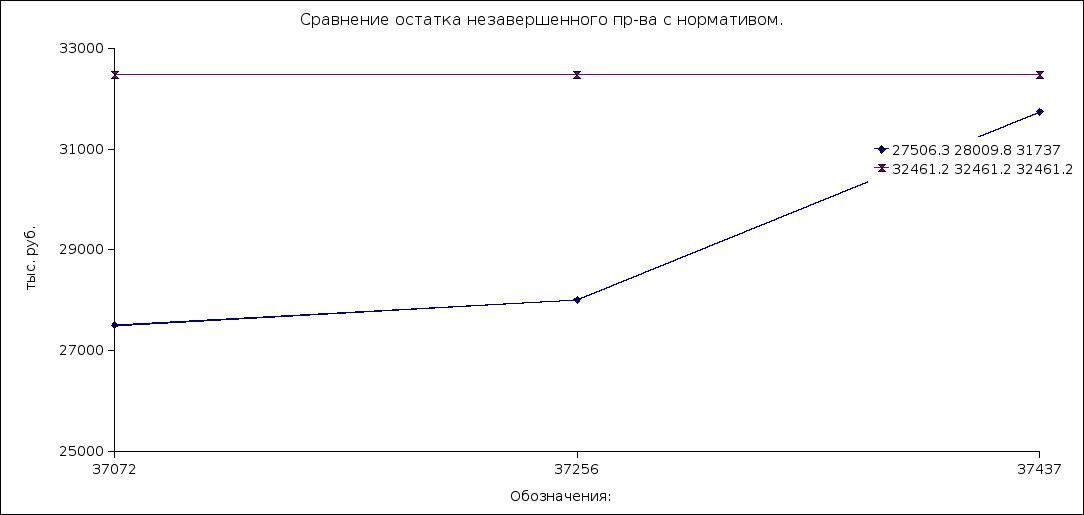 Сравнение остатка незавершенного пр-ва с нормативом.
33000
31000
29000
27000
25000
тыс. руб.
27506.3 28009.8 31737
32461.2 32461.2 32461.2
37072 37256 37437
Обозначения: